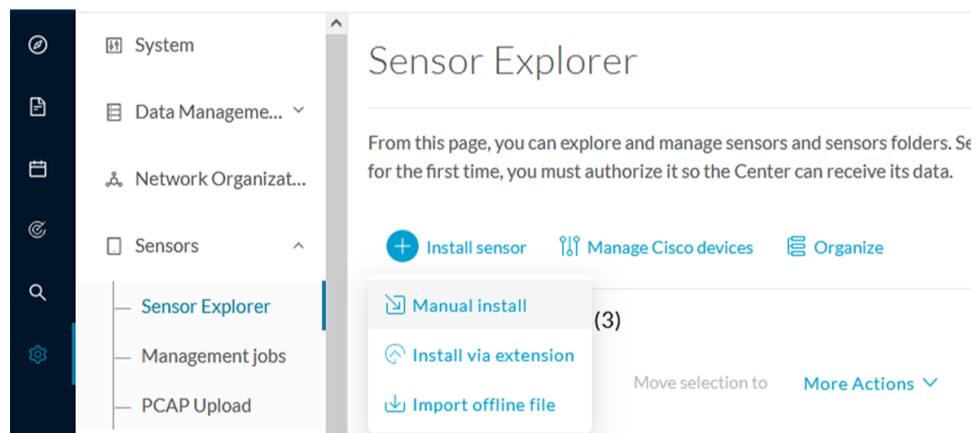 System
Data Manageme...
Network Organizat...
Sensors
Sensor Explorer
Management jobs
PCAP Upload
Sensor Explorer
From this page, you can explore and manage sensors and sensors folders. Se
for the first time, you must authorize it so the Center can receive its data.
Install sensor
Manage Cisco devices
Organize
Manual install
Install via extension
Import offline file
(3)
Move selection to
More Actions